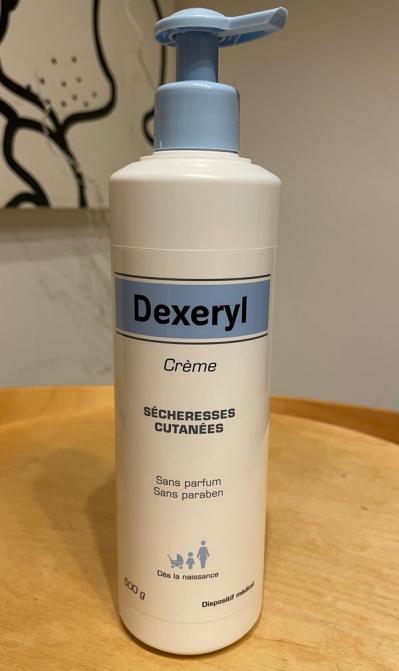 Dexeryl
Crème
SÉCHERESSES
CUTANÉES
Sans parfum
Sans paraben
Dès la naissance
500 g
Dispositif médical